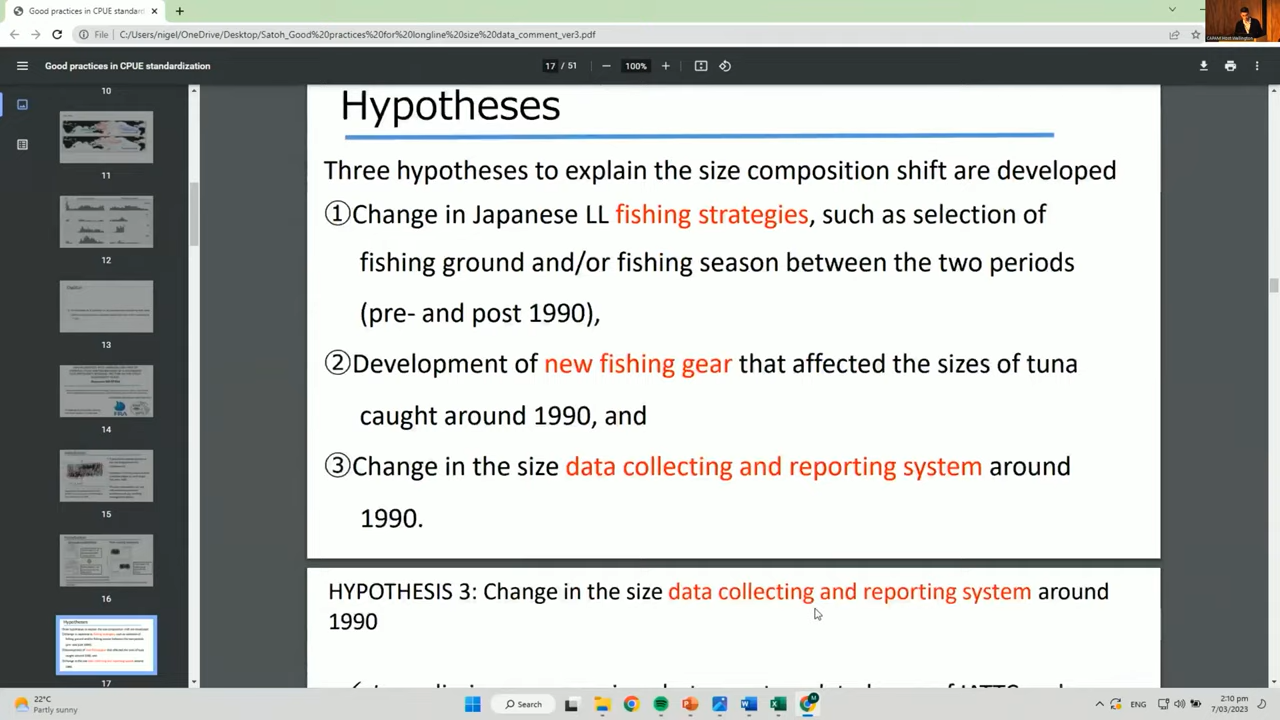 Good practices in CPUE standard
File
C:/Users/nigel/OneDrive/Desktop/Satoh_Good%20practices%20for%20longline%20size%20data_comment_ver3.pdf
Good practices in CPUE standardization
17 / 51
100%
10
11
12
13
14
15
16
17
Hypotheses
Three hypotheses to explain the size composition shift are developed
①Change in Japanese LL fishing strategies, such as selection of
fishing ground and/or fishing season between the two periods
(pre- and post 1990),
②Development of new fishing gear that affected the sizes of tuna
caught around 1990, and
③Change in the size data collecting and reporting system around
1990.
HYPOTHESIS 3: Change in the size data collecting and reporting system around
1990
22°C
Partly sunny
Search
ENG
2:10 pm
7/03/2023